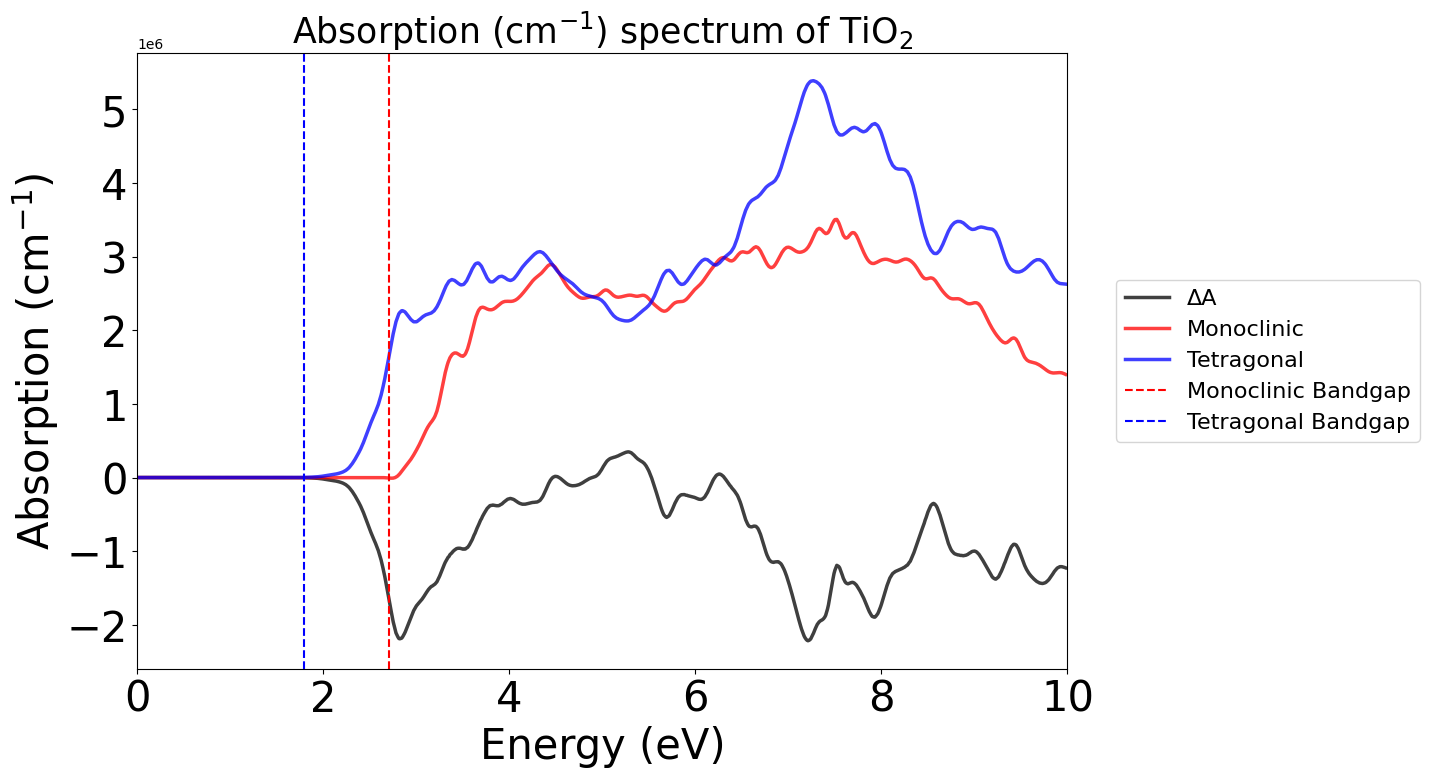 Absorption (cm⁻¹) spectrum of TiO₂
1e6
5
4
3
2
1
0
−1
−2
Absorption (cm⁻¹)
0 2 4 6 8 10
Energy (eV)
ΔA
Monoclinic
Tetragonal
Monoclinic Bandgap
Tetragonal Bandgap